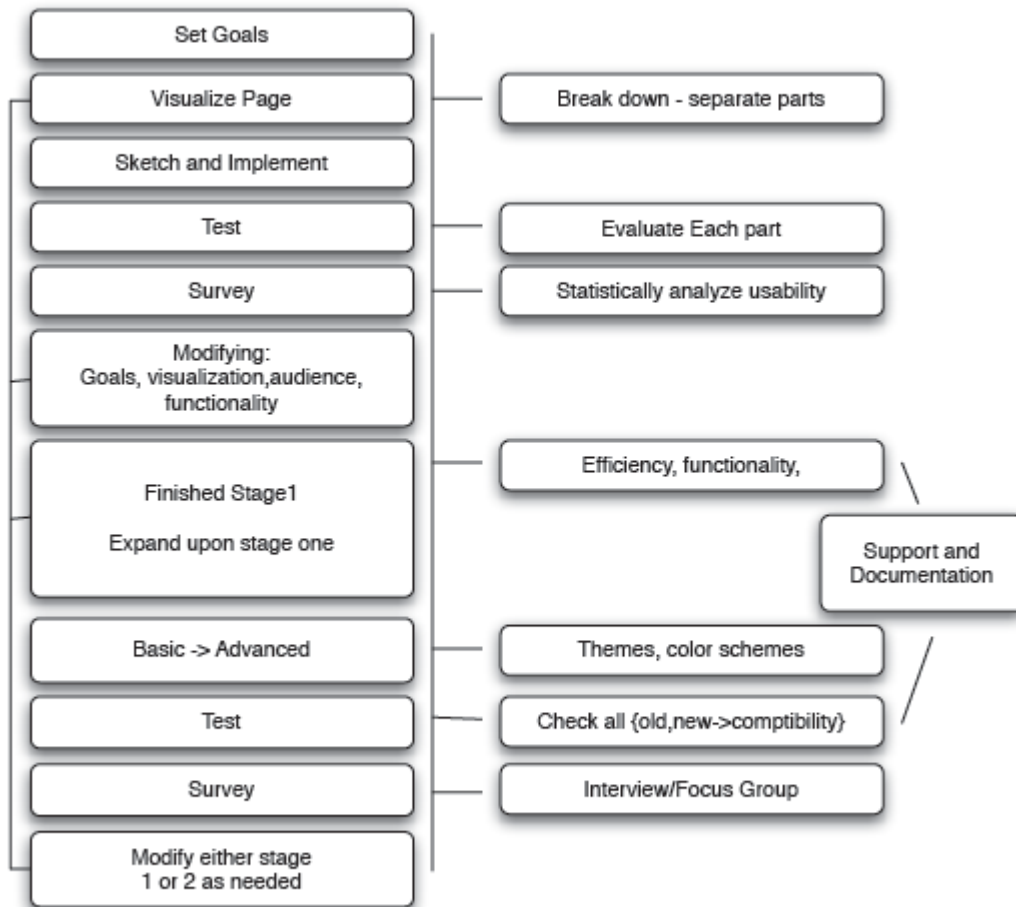 Set Goals
Visualize Page
Break down - separate parts
Sketch and Implement
Test
Evaluate Each part
Survey
Statistically analyze usability
Modifying:
Goals, visualization,audience,
functionality
Finished Stage1
Expand upon stage one
Efficiency, functionality,
Support and
Documentation
Basic -> Advanced
Themes, color schemes
Test
Check all {old,new->comptibility}
Survey
Interview/Focus Group
Modify either stage
1 or 2 as needed